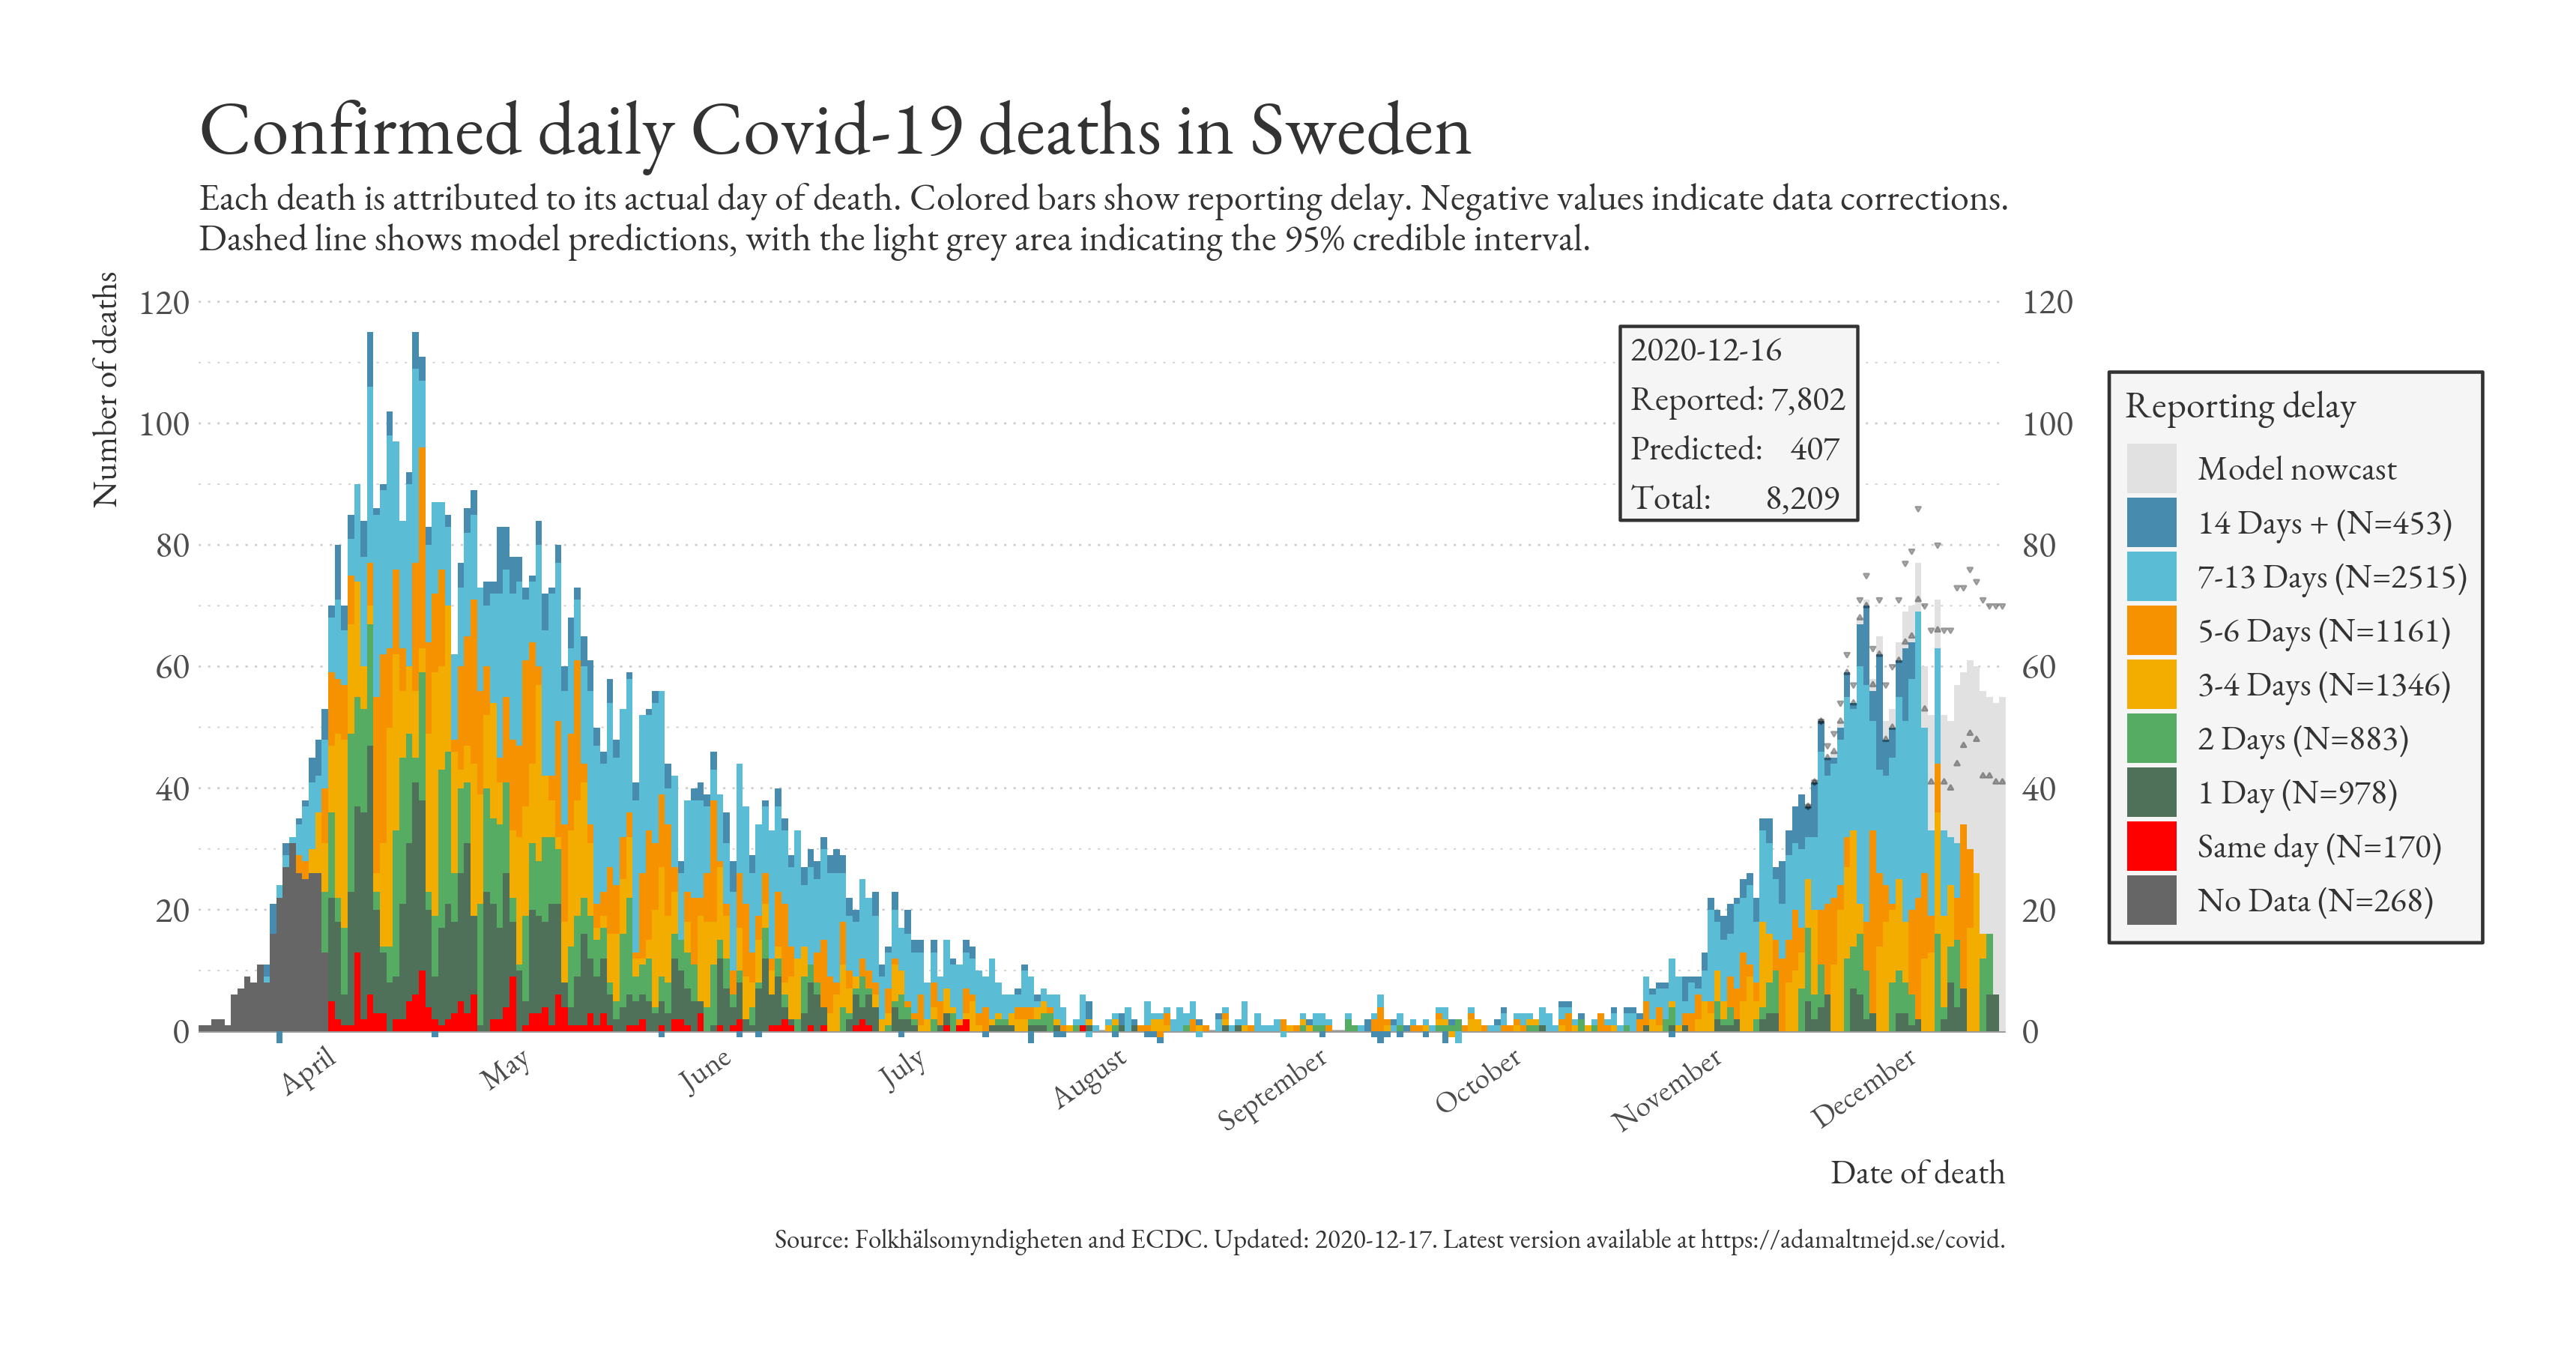 Confirmed daily Covid-19 deaths in Sweden
Each death is attributed to its actual day of death. Colored bars show reporting delay. Negative values indicate data corrections.
Dashed line shows model predictions, with the light grey area indicating the 95% credible interval.
Number of deaths
120
100
80
60
40
20
0
120
100
80
60
40
20
0
2020-12-16
Reported: 7,802
Predicted: 407
Total: 8,209
Reporting delay
Model nowcast
14 Days + (N=453)
7-13 Days (N=2515)
5-6 Days (N=1161)
3-4 Days (N=1346)
2 Days (N=883)
1 Day (N=978)
Same day (N=170)
No Data (N=268)
April
May
June
July
August
September
October
November
December
Date of death
Source: Folkhälsomyndigheten and ECDC. Updated: 2020-12-17. Latest version available at https://adamaltmejd.se/covid.